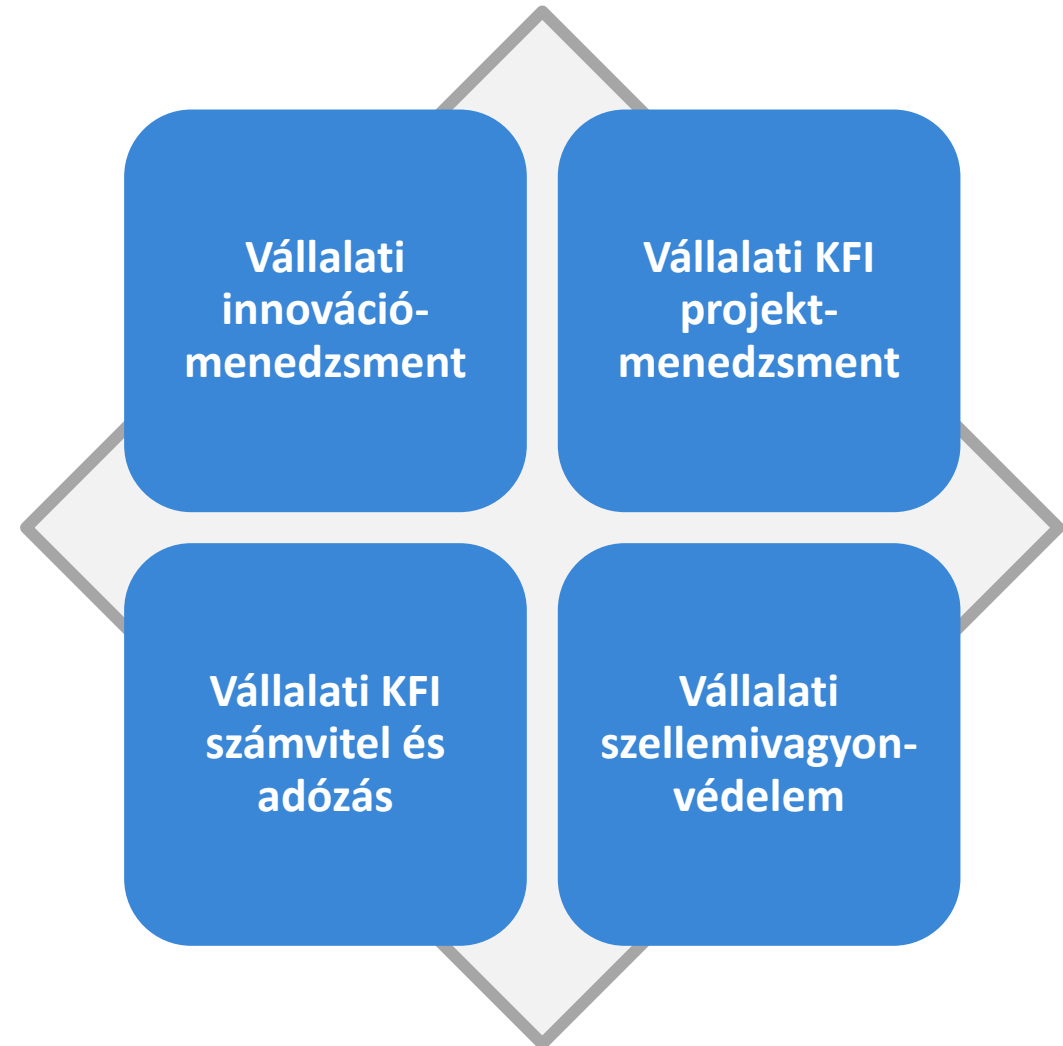 Vállalati
innováció-
menedzsment
Vállalati KFI
projekt-
menedzsment
Vállalati KFI
számvitel és
adózás
Vállalati
szellemivagyon-
védelem